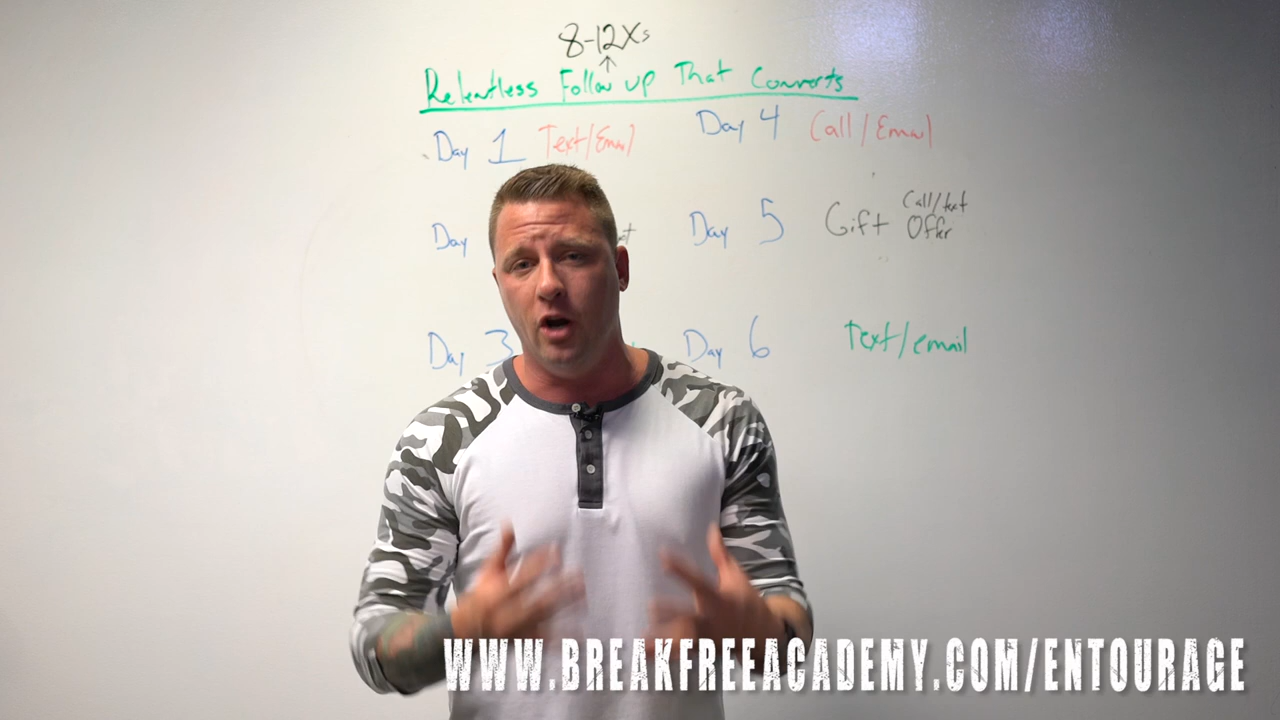 8-12Xs
Relentless Follow up That Converts
Day 1 Text/Email
Day
Day 3
Day 4 Call/Email
Day 5 Gift Call/text
Offer
Day 6 Text/email
WWW.BREAKFREEACADEMY.COM/ENTOURAGE